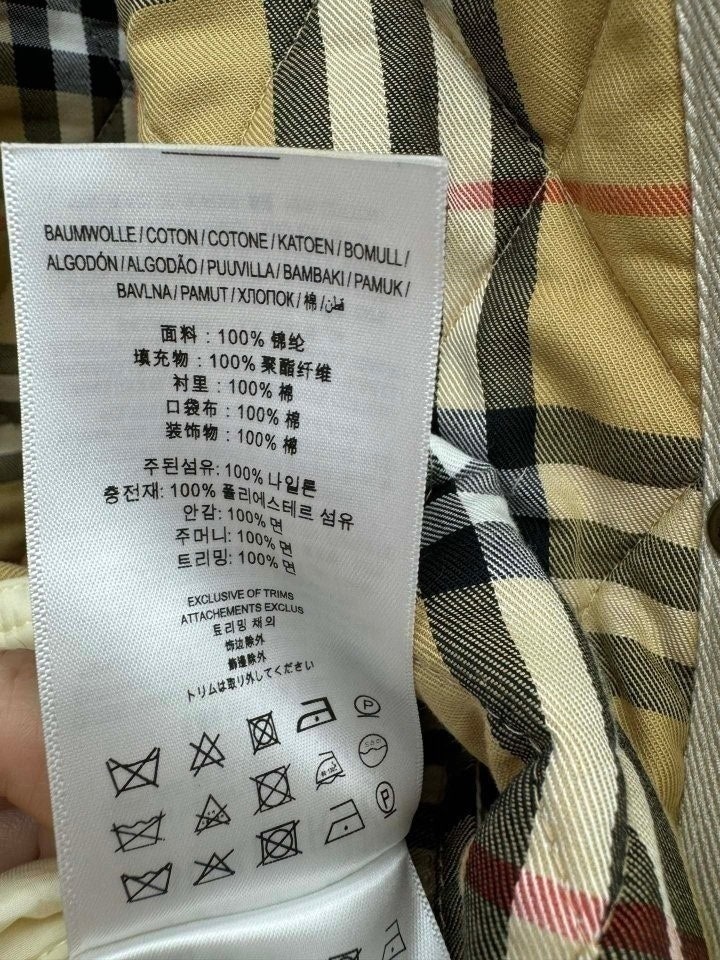 BAUMWOLLE / COTON / COTONE / KATOEN / BOMULL /
ALGODÓN / ALGODÃO / PUUVILLA / BAMBAKI / PAMUK /
BAVLNA / PAMUT / ХЛОПОК / 棉 / قطن
面料 : 100% 锦纶
填充物 : 100% 聚酯纤维
衬里 : 100% 棉
口袋布 : 100% 棉
装饰物 : 100% 棉
주된섬유: 100% 나일론
충전재: 100% 폴리에스테르 섬유
안감: 100% 면
주머니: 100% 면
트리밍: 100% 면
EXCLUSIVE OF TRIMS
ATTACHEMENTS EXCLUS
트리밍 제외
饰边除外
飾邊除外
トリムは取り外してください
P
P